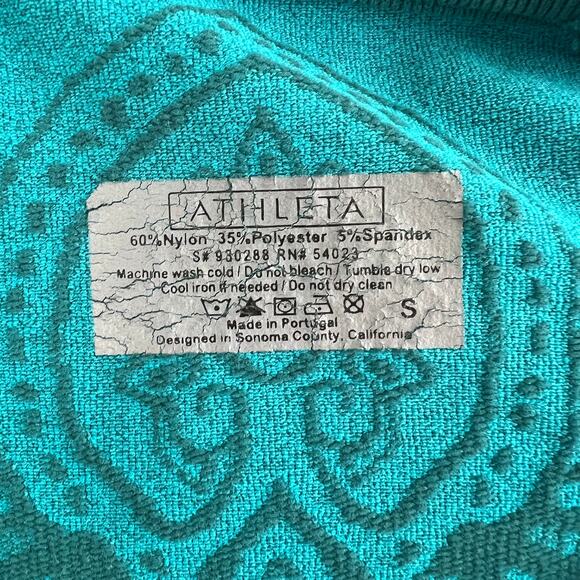 ATHLETA
60%Nylon 35%Polyester 5%Spandex
S# 930288 RN# 54023
Machine wash cold / Do not bleach / Tumble dry low
Cool iron if needed / Do not dry clean
S
Made in Portugal
Designed in Sonoma County, California